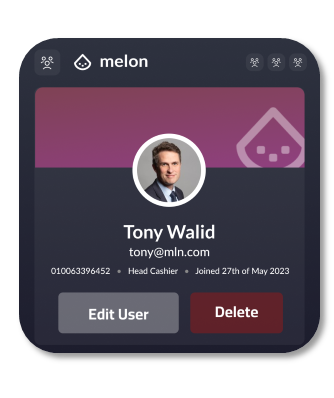 melon
Tony Walid
tony@mln.com
010063396452 • Head Cashier • Joined 27th of May 2023
Edit User
Delete